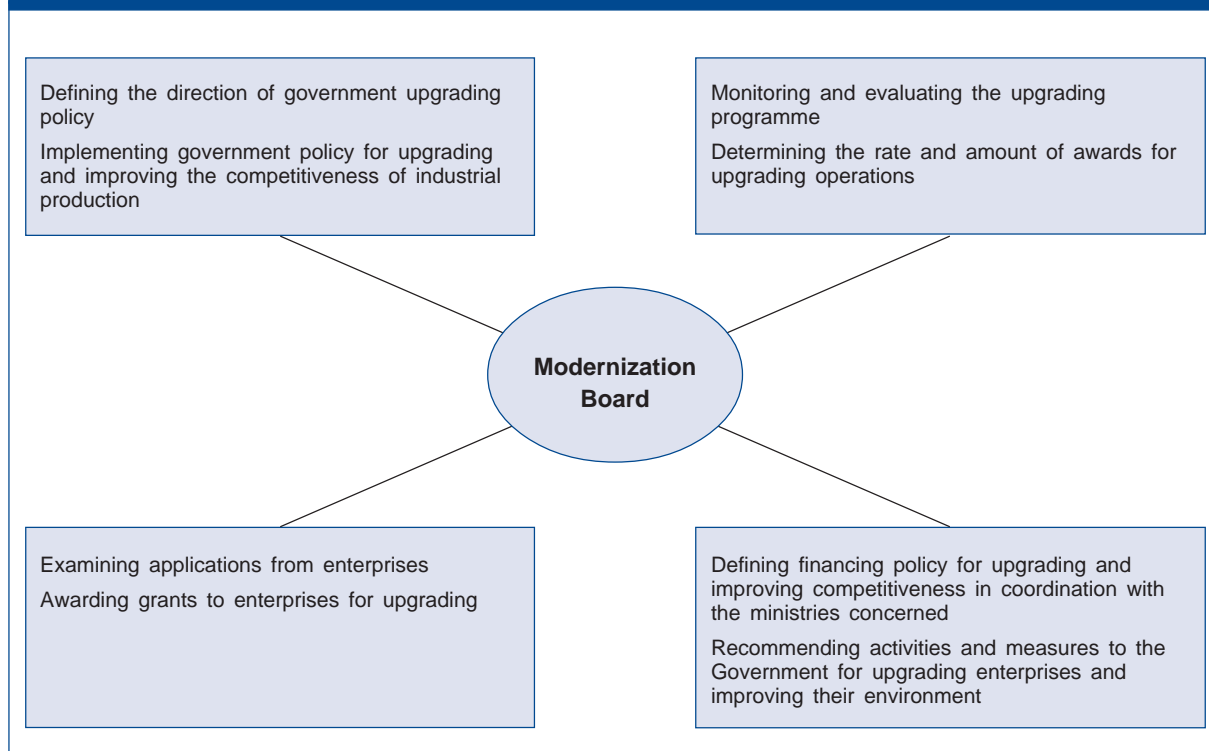 Defining the direction of government upgrading
policy
Implementing government policy for upgrading
and improving the competitiveness of industrial
production
Monitoring and evaluating the upgrading
programme
Determining the rate and amount of awards for
upgrading operations
Modernization
Board
Examining applications from enterprises
Awarding grants to enterprises for upgrading
Defining financing policy for upgrading and
improving competitiveness in coordination with
the ministries concerned
Recommending activities and measures to the
Government for upgrading enterprises and
improving their environment